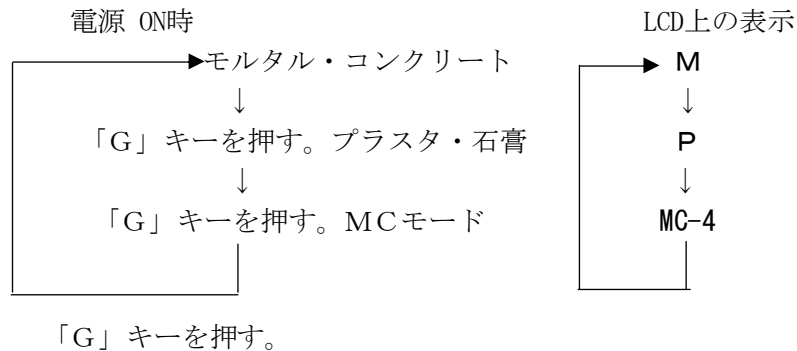 電源 ON時 LCD上の表示
モルタル・コンクリート M
↓ ↓
「G」キーを押す。プラスタ・石膏 P
↓ ↓
「G」キーを押す。MCモード MC-4
「G」キーを押す。